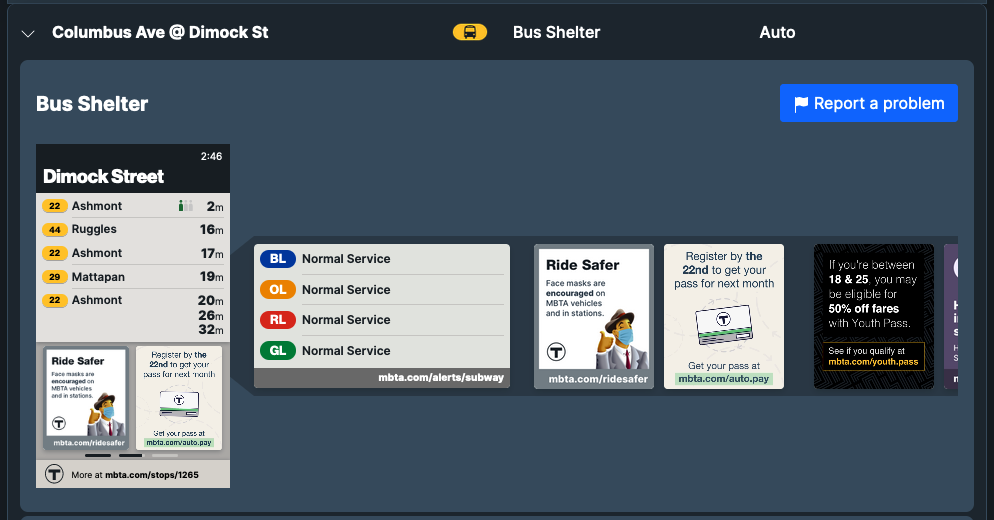 Columbus Ave @ Dimock St
Bus Shelter
Auto
Bus Shelter
Report a problem
2:46
Dimock Street
22 Ashmont 2m
44 Ruggles 16m
22 Ashmont 17m
29 Mattapan 19m
22 Ashmont 20m
26m
32m
Ride Safer
Face masks are
encouraged on
MBTA vehicles
and in stations.
T
mbta.com/ridesafer
Register by the
22nd to get your
pass for next month
T
Get your pass at
mbta.com/auto.pay
T More at mbta.com/stops/1265
BL Normal Service
OL Normal Service
RL Normal Service
GL Normal Service
mbta.com/alerts/subway
Ride Safer
Face masks are
encouraged on
MBTA vehicles
and in stations.
T
mbta.com/ridesafer
Register by the
22nd to get your
pass for next month
T
Get your pass at
mbta.com/auto.pay
If you're between
18 & 25, you may
be eligible for
50% off fares
with Youth Pass.
See if you qualify at
mbta.com/youth.pass